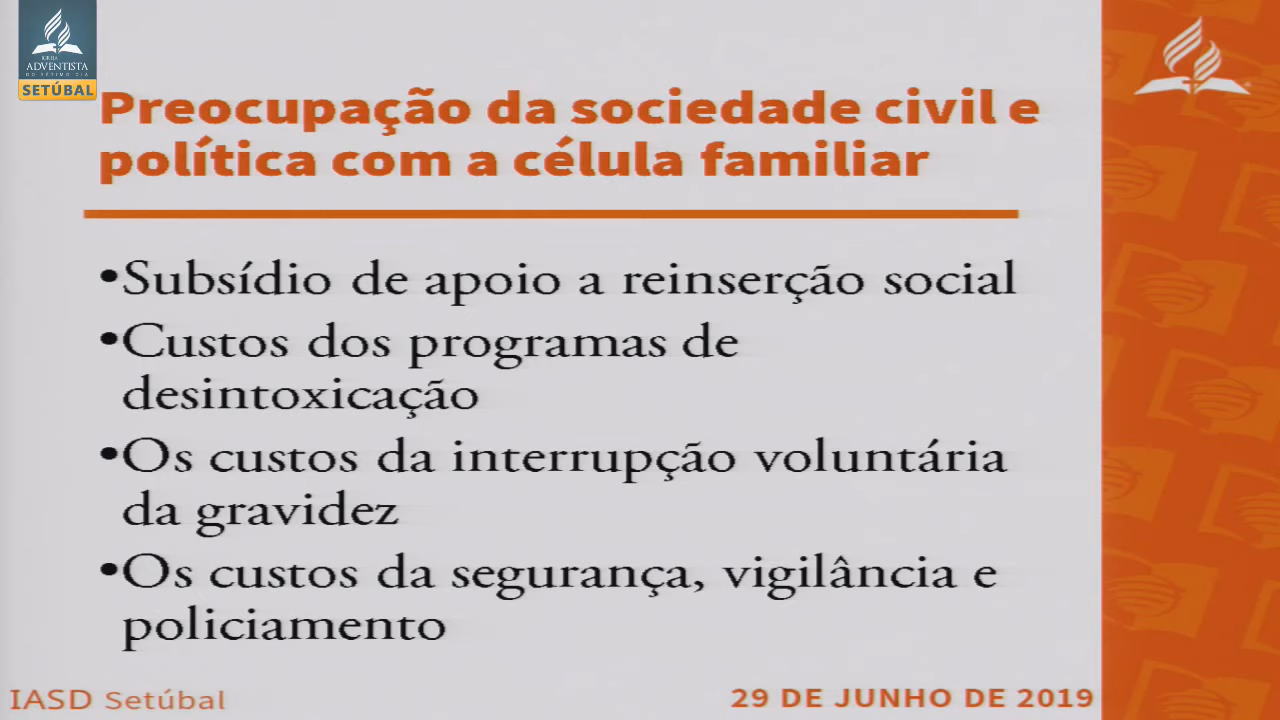 IGREJA
ADVENTISTA
DO SÉTIMO DIA
SETÚBAL
Preocupação da sociedade civil e
política com a célula familiar
•Subsídio de apoio a reinserção social
•Custos dos programas de
desintoxicação
•Os custos da interrupção voluntária
da gravidez
•Os custos da segurança, vigilância e
policiamento
IASD Setúbal
29 DE JUNHO DE 2019